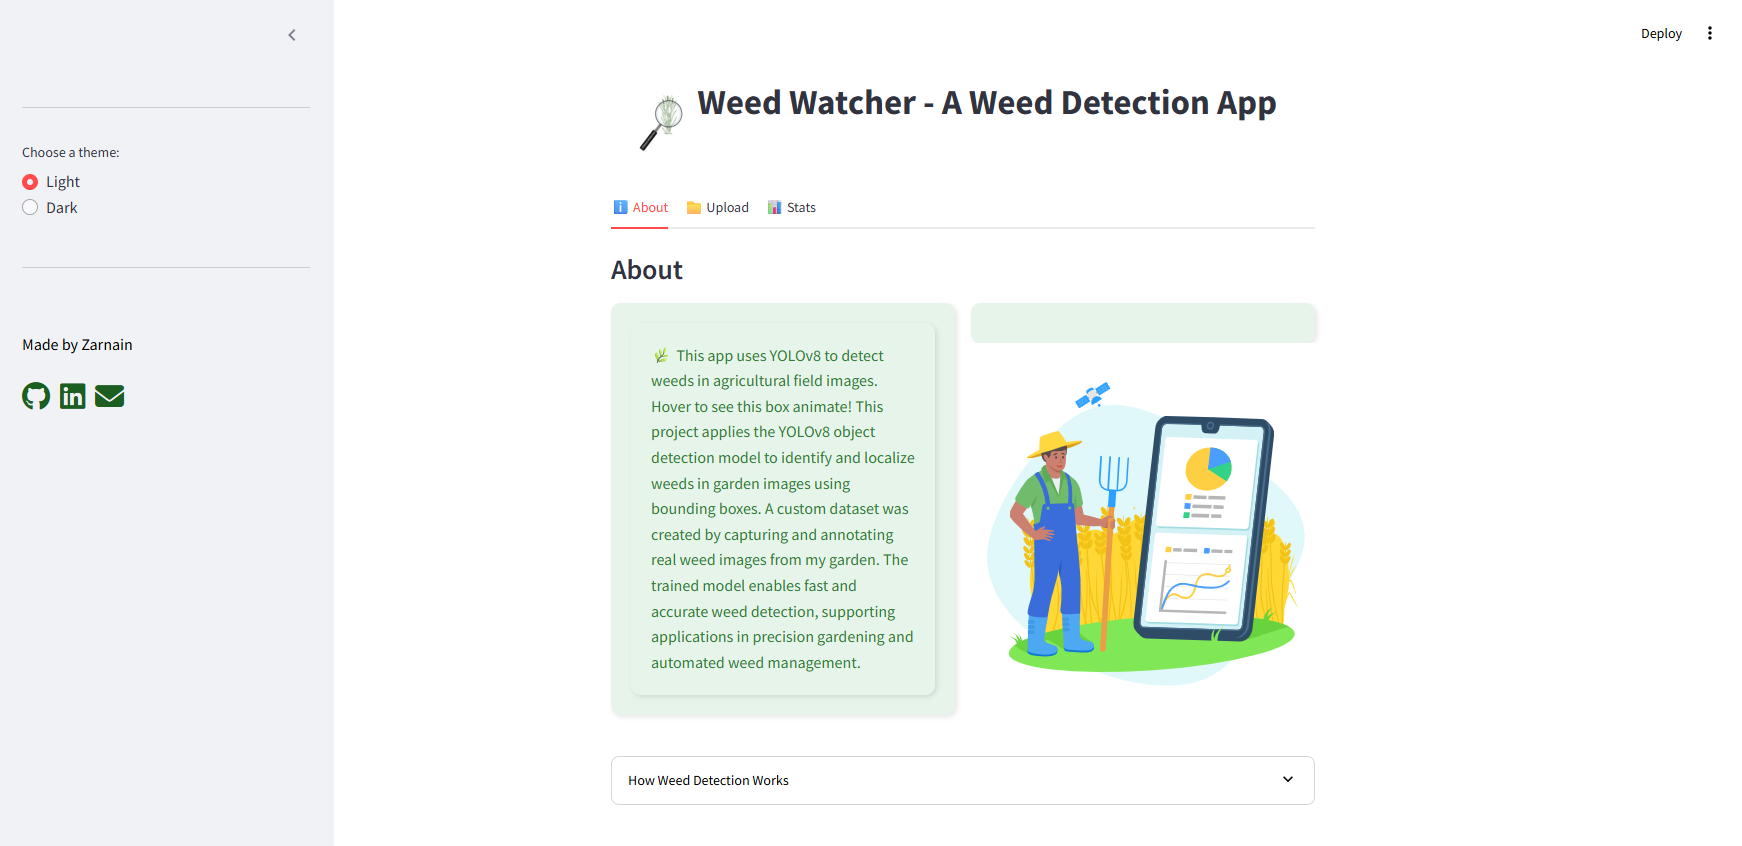 Deploy
Choose a theme:
Light
Dark
Made by Zarnain
Weed Watcher - A Weed Detection App
About
Upload
Stats
About
This app uses YOLOv8 to detect
weeds in agricultural field images.
Hover to see this box animate! This
project applies the YOLOv8 object
detection model to identify and localize
weeds in garden images using
bounding boxes. A custom dataset was
created by capturing and annotating
real weed images from my garden. The
trained model enables fast and
accurate weed detection, supporting
applications in precision gardening and
automated weed management.
How Weed Detection Works